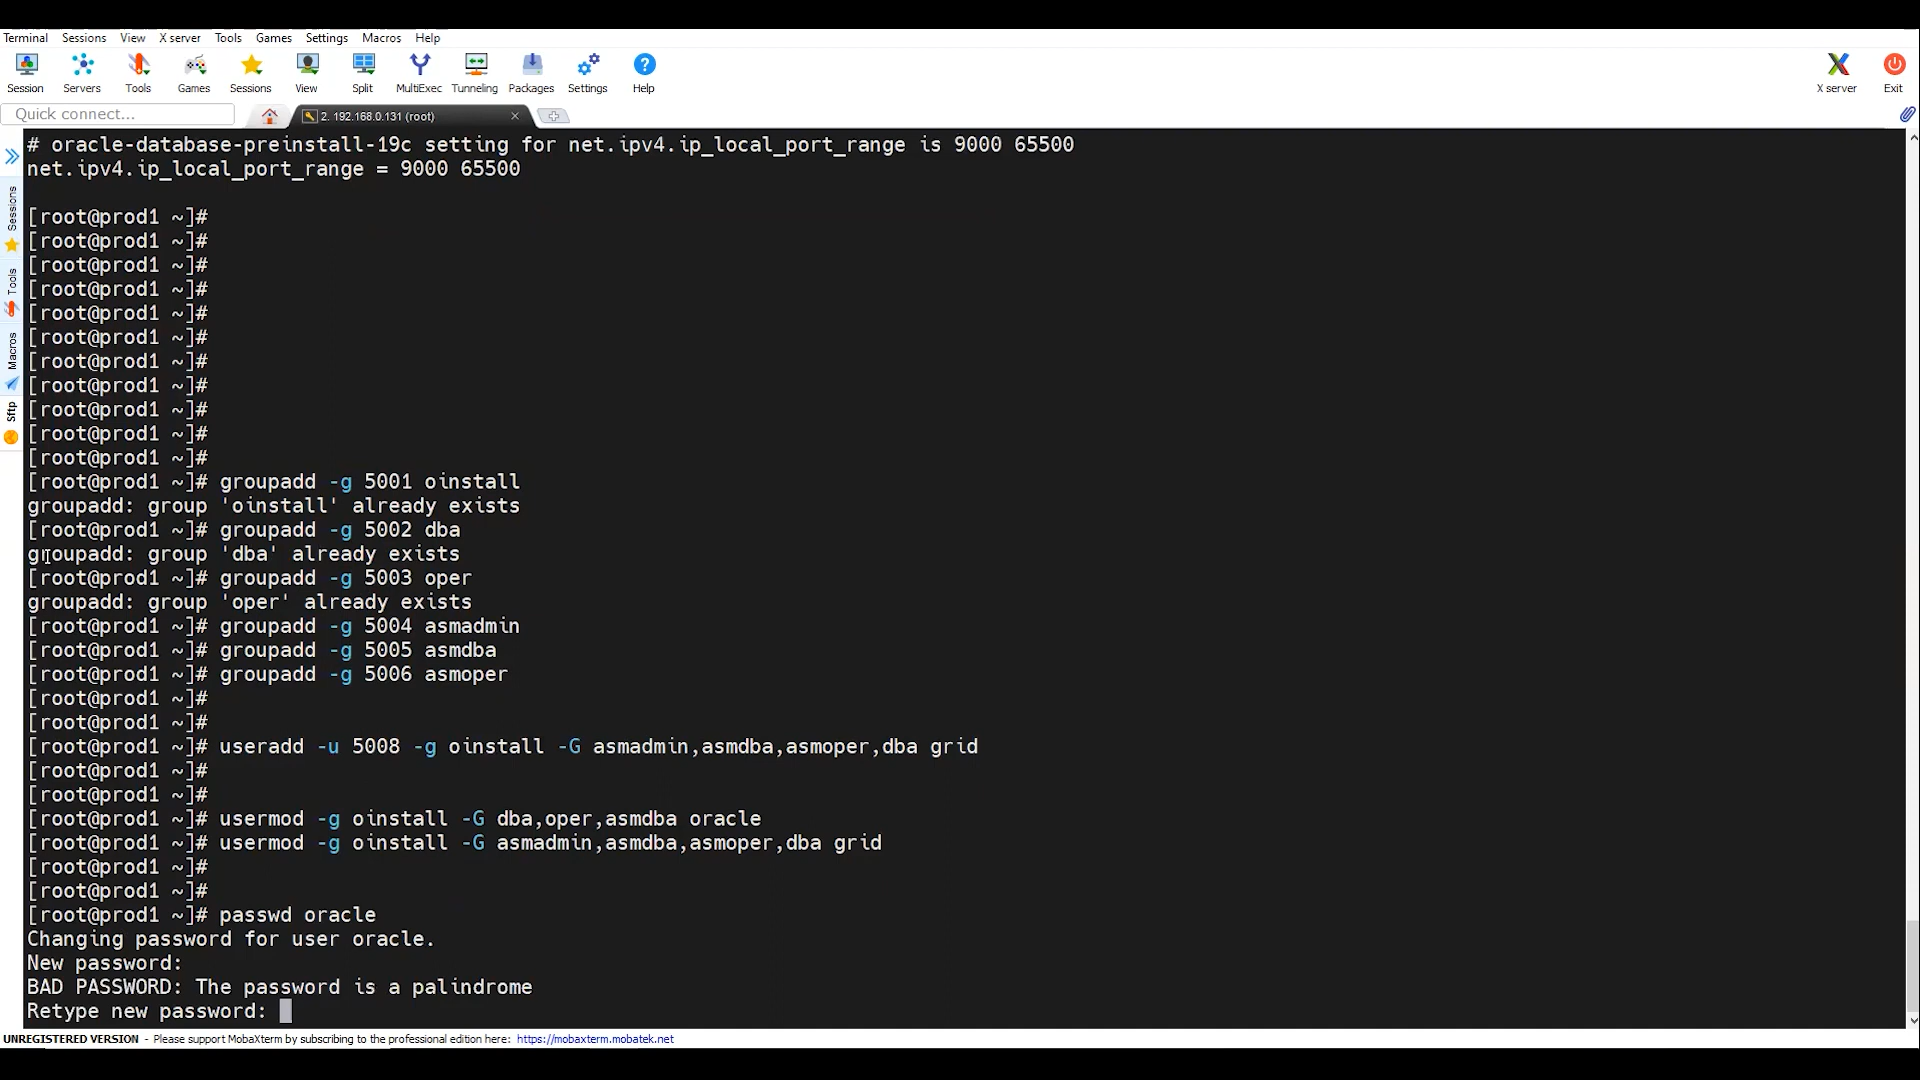 Terminal Sessions View X server Tools Games Settings Macros Help
Session Servers Tools Games Sessions View Split MultiExec Tunneling Packages Settings Help X server Exit
Quick connect... 2. 192.168.0.131 (root)
Sessions
Tools
Macros
Sftp
# oracle-database-preinstall-19c setting for net.ipv4.ip_local_port_range is 9000 65500
net.ipv4.ip_local_port_range = 9000 65500
[root@prod1 ~]#
[root@prod1 ~]#
[root@prod1 ~]#
[root@prod1 ~]#
[root@prod1 ~]#
[root@prod1 ~]#
[root@prod1 ~]#
[root@prod1 ~]#
[root@prod1 ~]#
[root@prod1 ~]#
[root@prod1 ~]#
[root@prod1 ~]# groupadd -g 5001 oinstall
groupadd: group 'oinstall' already exists
[root@prod1 ~]# groupadd -g 5002 dba
groupadd: group 'dba' already exists
[root@prod1 ~]# groupadd -g 5003 oper
groupadd: group 'oper' already exists
[root@prod1 ~]# groupadd -g 5004 asmadmin
[root@prod1 ~]# groupadd -g 5005 asmdba
[root@prod1 ~]# groupadd -g 5006 asmoper
[root@prod1 ~]#
[root@prod1 ~]#
[root@prod1 ~]# useradd -u 5008 -g oinstall -G asmadmin,asmdba,asmoper,dba grid
[root@prod1 ~]#
[root@prod1 ~]#
[root@prod1 ~]# usermod -g oinstall -G dba,oper,asmdba oracle
[root@prod1 ~]# usermod -g oinstall -G asmadmin,asmdba,asmoper,dba grid
[root@prod1 ~]#
[root@prod1 ~]#
[root@prod1 ~]# passwd oracle
Changing password for user oracle.
New password:
BAD PASSWORD: The password is a palindrome
Retype new password:
UNREGISTERED VERSION - Please support MobaXterm by subscribing to the professional edition here: https://mobaxterm.mobatek.net